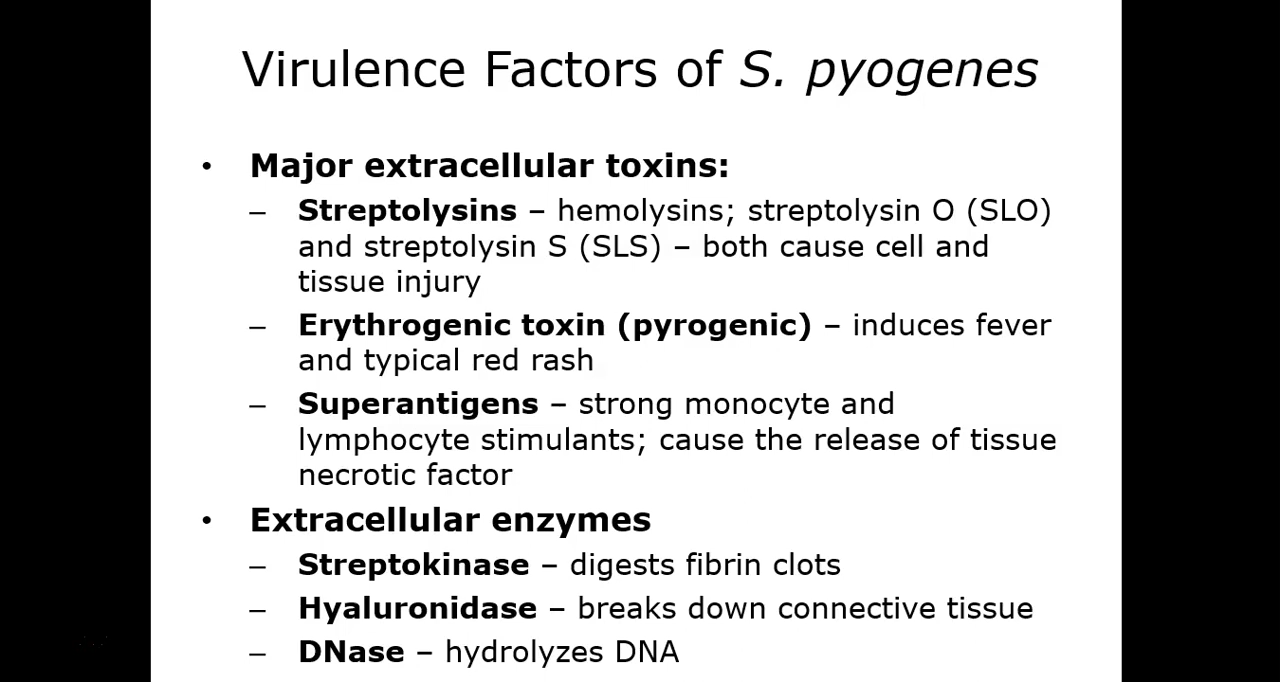 Virulence Factors of S. pyogenes
• Major extracellular toxins:
– Streptolysins – hemolysins; streptolysin O (SLO)
and streptolysin S (SLS) – both cause cell and
tissue injury
– Erythrogenic toxin (pyrogenic) – induces fever
and typical red rash
– Superantigens – strong monocyte and
lymphocyte stimulants; cause the release of tissue
necrotic factor
• Extracellular enzymes
– Streptokinase – digests fibrin clots
– Hyaluronidase – breaks down connective tissue
– DNase – hydrolyzes DNA